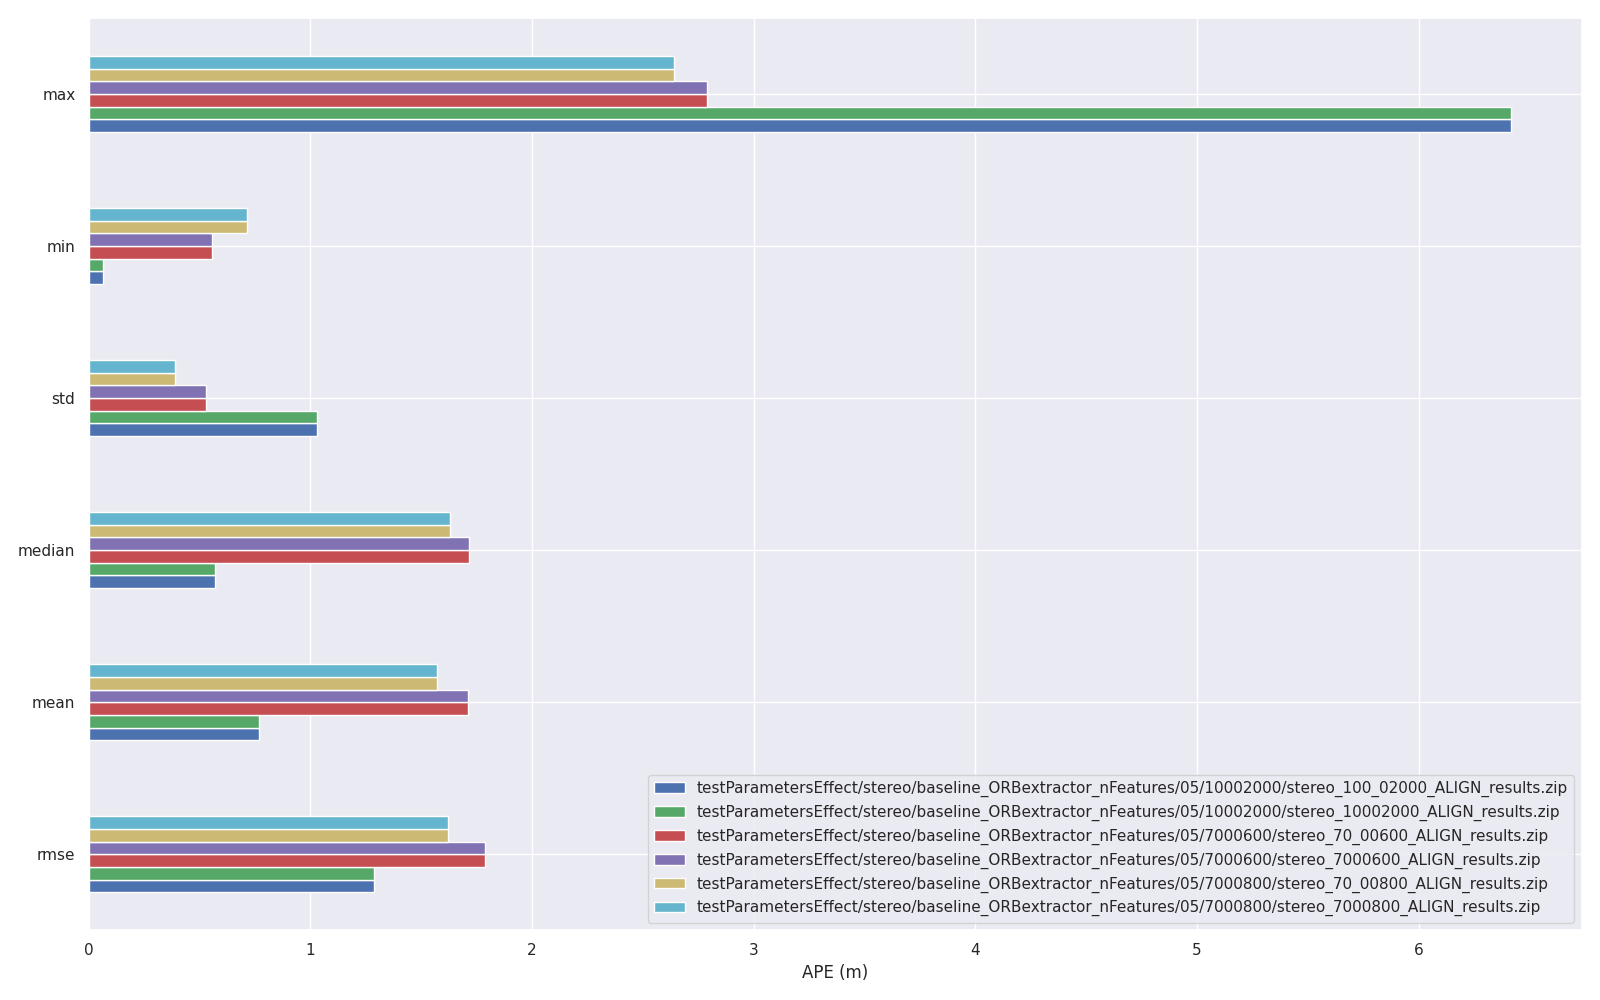 max
min
std
median
mean
rmse
testParametersEffect/stereo/baseline_ORBextractor_nFeatures/05/10002000/stereo_100_02000_ALIGN_results.zip
testParametersEffect/stereo/baseline_ORBextractor_nFeatures/05/10002000/stereo_10002000_ALIGN_results.zip
testParametersEffect/stereo/baseline_ORBextractor_nFeatures/05/7000600/stereo_70_00600_ALIGN_results.zip
testParametersEffect/stereo/baseline_ORBextractor_nFeatures/05/7000600/stereo_7000600_ALIGN_results.zip
testParametersEffect/stereo/baseline_ORBextractor_nFeatures/05/7000800/stereo_70_00800_ALIGN_results.zip
testParametersEffect/stereo/baseline_ORBextractor_nFeatures/05/7000800/stereo_7000800_ALIGN_results.zip
0 1 2 3 4 5 6
APE (m)